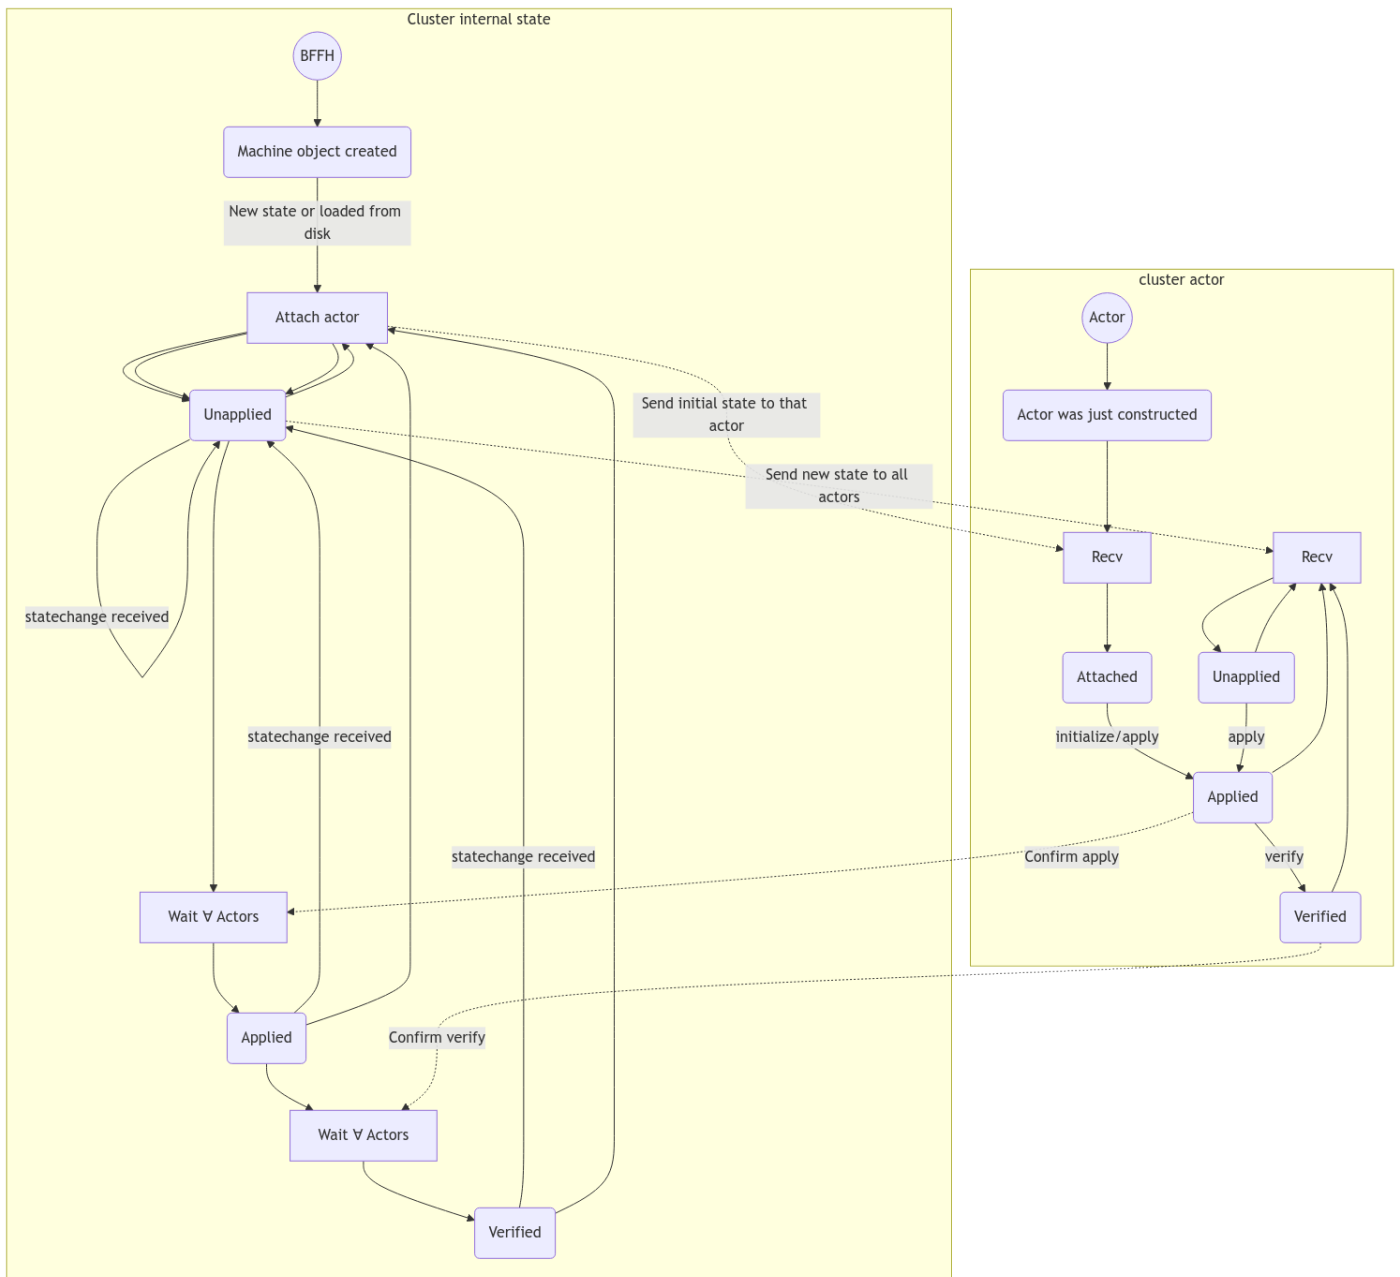 Cluster internal state
BFFH
Machine object created
New state or loaded from
disk
Attach actor
Unapplied
statechange received
statechange received
statechange received
Wait ∀ Actors
Applied
Confirm verify
Wait ∀ Actors
Verified
Send initial state to that
actor
Send new state to all
actors
cluster actor
Actor
Actor was just constructed
Recv
Recv
Attached
Unapplied
initialize/apply
apply
Applied
Confirm apply
verify
Verified